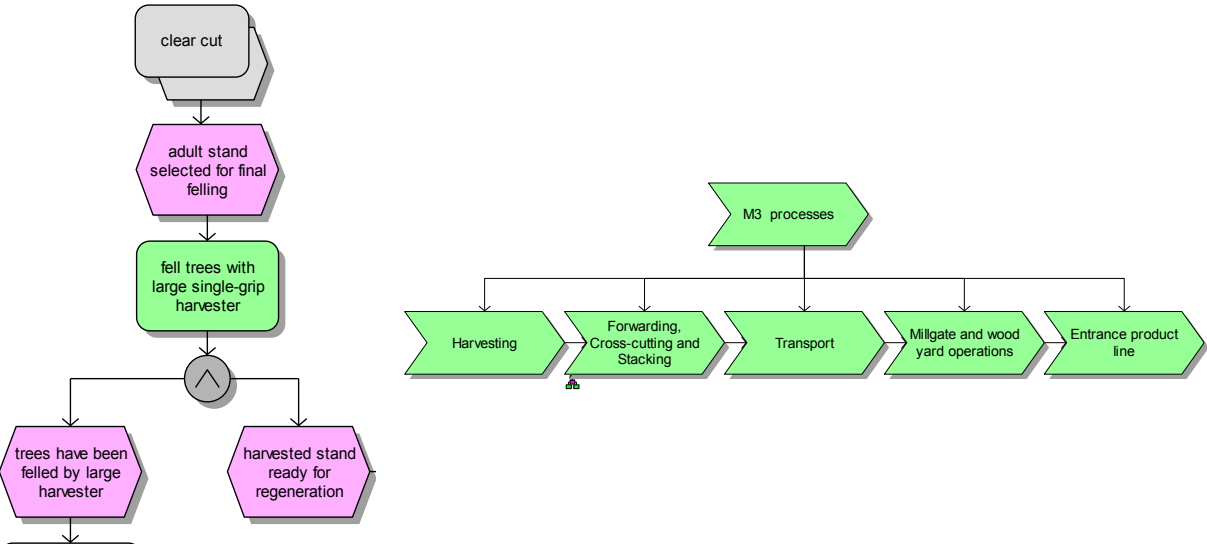 clear cut
adult stand
selected for final
felling
fell trees with
large single-grip
harvester
trees have been
felled by large
harvester
harvested stand
ready for
regeneration
M3 processes
Harvesting
Forwarding,
Cross-cutting and
Stacking
Transport
Millgate and wood
yard operations
Entrance product
line